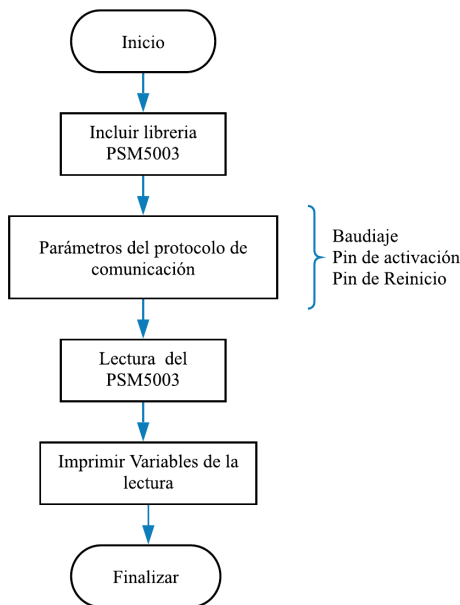 Inicio
Incluir libreria
PSM5003
Parámetros del protocolo de
comunicación
Baudiaje
Pin de activación
Pin de Reinicio
Lectura del
PSM5003
Imprimir Variables de la
lectura
Finalizar